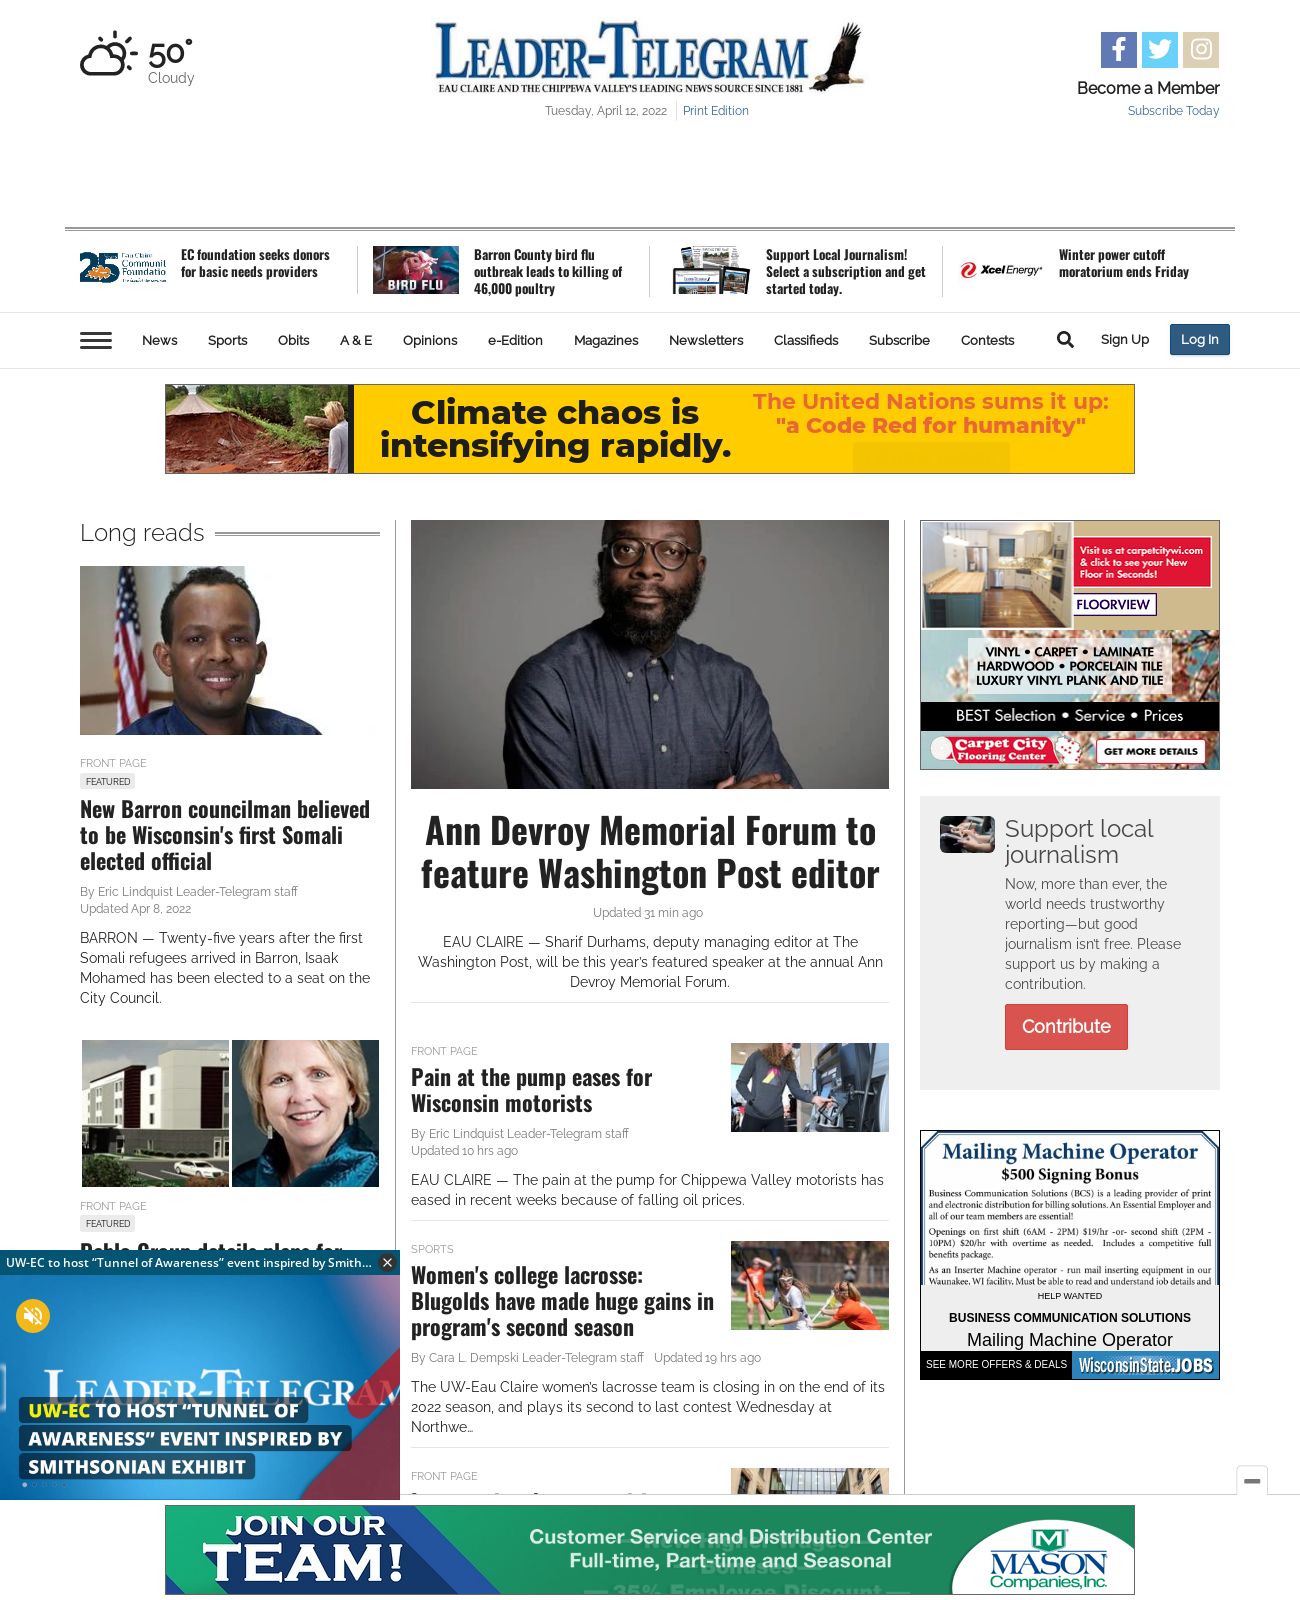 50°
Cloudy
LEADER-TELEGRAM
EAU CLAIRE AND THE CHIPPEWA VALLEY'S LEADING NEWS SOURCE SINCE 1881
Tuesday, April 12, 2022
Print Edition
Become a Member
Subscribe Today
25
Eau Claire
Communit
Foundatio
EC foundation seeks donors
for basic needs providers
BIRD FLU
Barron County bird flu
outbreak leads to killing of
46,000 poultry
Support Local Journalism!
Select a subscription and get
started today.
Xcel Energy
Winter power cutoff
moratorium ends Friday
News
Sports
Obits
A & E
Opinions
e-Edition
Magazines
Newsletters
Classifieds
Subscribe
Contests
Sign Up
Log In
Climate chaos is
intensifying rapidly.
The United Nations sums it up:
"a Code Red for humanity"
Long reads
FRONT PAGE
FEATURED
New Barron councilman believed
to be Wisconsin's first Somali
elected official
By Eric Lindquist Leader-Telegram staff
Updated Apr 8, 2022
BARRON — Twenty-five years after the first
Somali refugees arrived in Barron, Isaak
Mohamed has been elected to a seat on the
City Council.
FRONT PAGE
FEATURED
UW-EC to host “Tunnel of Awareness” event inspired by Smith...
LEADER-TELEGRAM
UW-EC TO HOST “TUNNEL OF
AWARENESS” EVENT INSPIRED BY
SMITHSONIAN EXHIBIT
Ann Devroy Memorial Forum to
feature Washington Post editor
Updated 31 min ago
EAU CLAIRE — Sharif Durhams, deputy managing editor at The
Washington Post, will be this year’s featured speaker at the annual Ann
Devroy Memorial Forum.
FRONT PAGE
Pain at the pump eases for
Wisconsin motorists
By Eric Lindquist Leader-Telegram staff
Updated 10 hrs ago
EAU CLAIRE — The pain at the pump for Chippewa Valley motorists has
eased in recent weeks because of falling oil prices.
SPORTS
Women's college lacrosse:
Blugolds have made huge gains in
program's second season
By Cara L. Dempski Leader-Telegram staff Updated 19 hrs ago
The UW-Eau Claire women’s lacrosse team is closing in on the end of its
2022 season, and plays its second to last contest Wednesday at
Northwe…
FRONT PAGE
Visit us at carpetcitywi.com
& click to see your New
Floor in Seconds!
FLOORVIEW
VINYL • CARPET • LAMINATE
HARDWOOD • PORCELAIN TILE
LUXURY VINYL PLANK AND TILE
BEST Selection • Service • Prices
Carpet City
Flooring Center
GET MORE DETAILS
Support local
journalism
Now, more than ever, the
world needs trustworthy
reporting—but good
journalism isn’t free. Please
support us by making a
contribution.
Contribute
Mailing Machine Operator
$500 Signing Bonus
Business Communication Solutions (BCS) is a leading provider of print
and electronic distribution for billing solutions. An Essential Employer and
all of our team members are essential!
Openings on first shift (6AM - 2PM) $19/hr -or- second shift (2PM -
10PM) $20/hr with overtime as needed. Includes a competitive full
benefits package.
As an Inserter Machine operator - run mail inserting equipment in our
Waunakee, WI facility. Must be able to read and understand job details and
HELP WANTED
BUSINESS COMMUNICATION SOLUTIONS
Mailing Machine Operator
SEE MORE OFFERS & DEALS
WisconsinState.JOBS
JOIN OUR
TEAM!
Customer Service and Distribution Center
Full-time, Part-time and Seasonal
Bonuses
— 35% Employee Discount —
M
MASON
Companies, Inc.